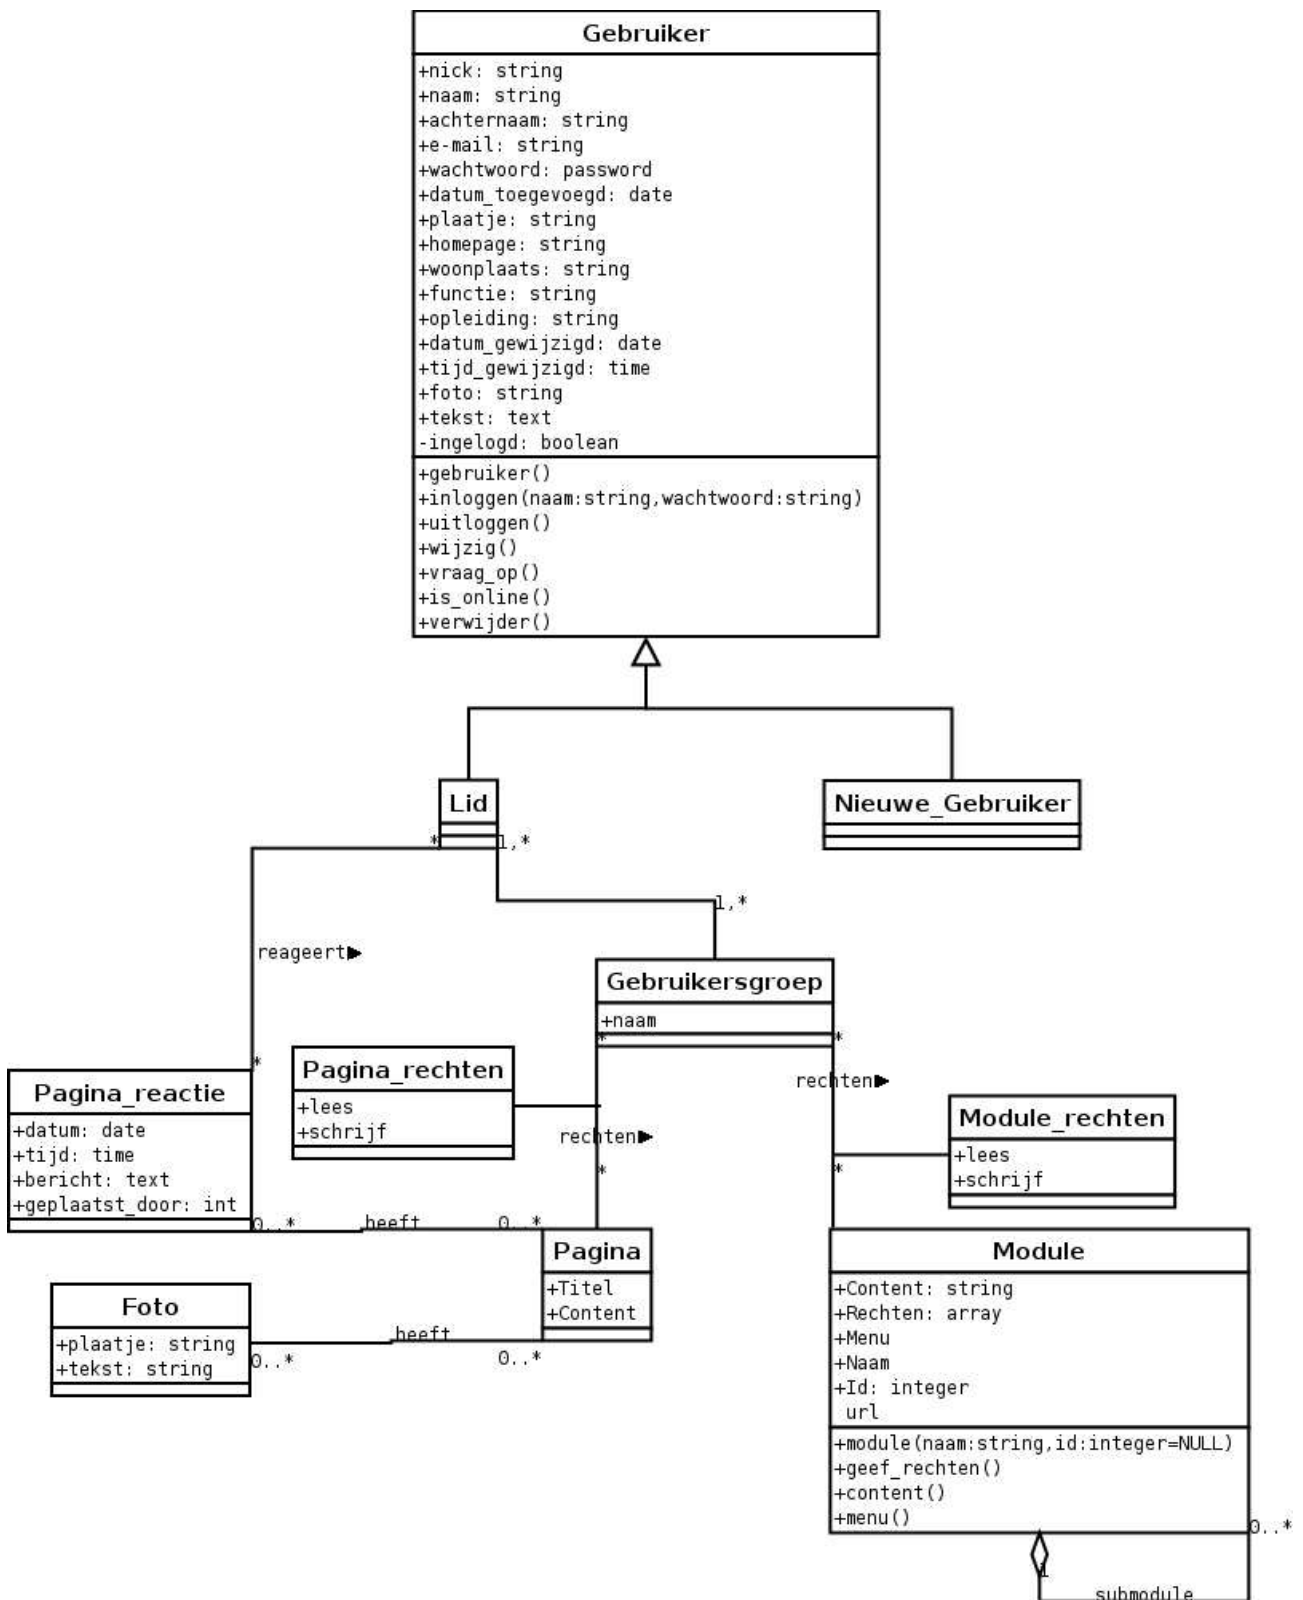 Gebruiker
+nick: string
+naam: string
+achternaam: string
+e-mail: string
+wachtwoord: password
+datum_toegevoegd: date
+plaatje: string
+homepage: string
+woonplaats: string
+functie: string
+opleiding: string
+datum_gewijzigd: date
+tijd_gewijzigd: time
+foto: string
+tekst: text
-ingelogd: boolean
+gebruiker()
+inloggen(naam:string,wachtwoord:string)
+uitloggen()
+wijzig()
+vraag_op()
+is_online()
+verwijder()
Lid
* 1,*
Nieuwe_Gebruiker
1,*
reageert▶
Gebruikersgroep
+naam
* *
rechten▶
*
Pagina_reactie
+datum: date
+tijd: time
+bericht: text
+geplaatst_door: int
Pagina_rechten
+lees
+schrijf
rechten▶
*
Module_rechten
+lees
+schrijf
*
0..* heeft 0..*
Pagina
+Titel
+Content
Foto
+plaatje: string
+tekst: string
0..* heeft 0..*
Module
+Content: string
+Rechten: array
+Menu
+Naam
+Id: integer
url
+module(naam:string,id:integer=NULL)
+geef_rechten()
+content()
+menu()
0..*
1
submodule